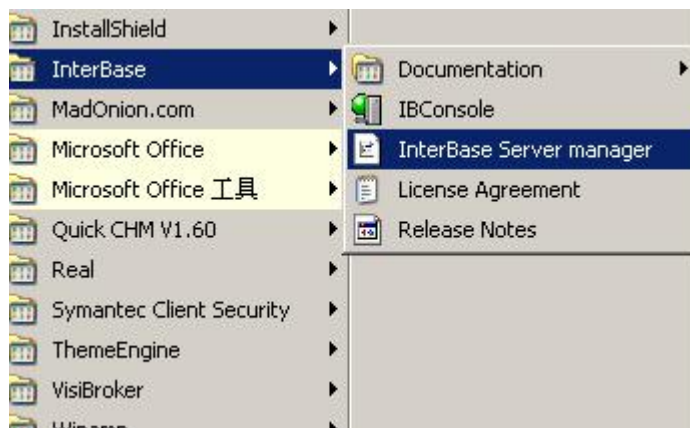 InstallShield
InterBase
MadOnion.com
Microsoft Office
Microsoft Office 工具
Quick CHM V1.60
Real
Symantec Client Security
ThemeEngine
VisiBroker
Documentation
IBConsole
InterBase Server manager
License Agreement
Release Notes